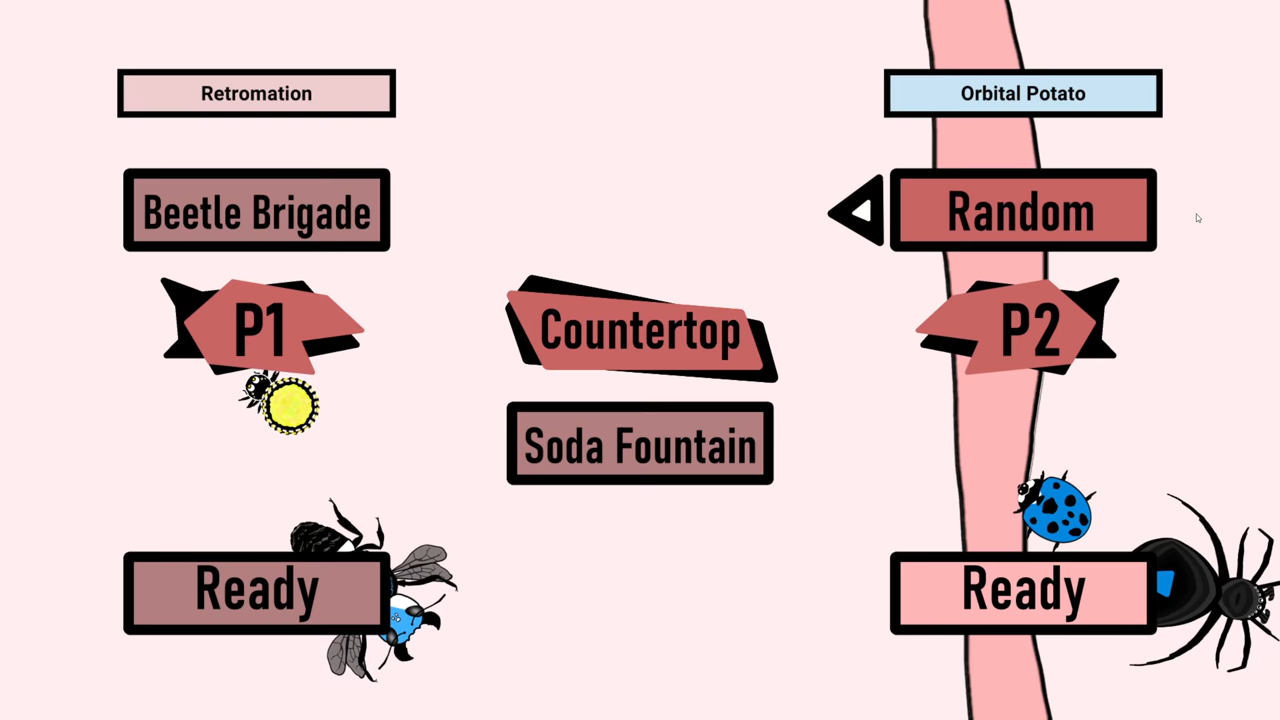 Retromation
Orbital Potato
Beetle Brigade
Random
P1
Countertop
P2
Soda Fountain
Ready
Ready